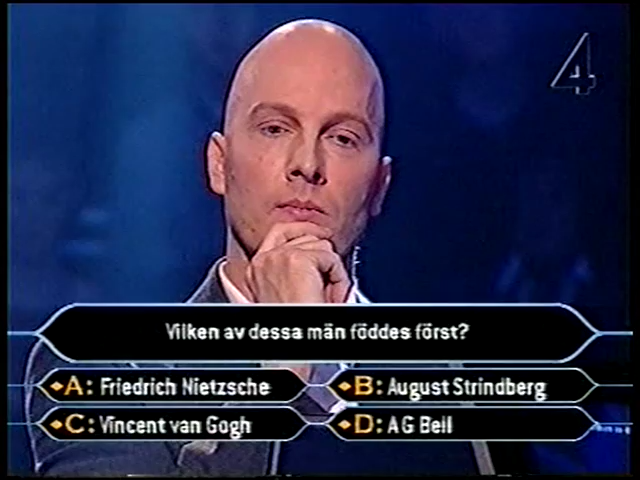 4
Vilken av dessa män föddes först?
A: Friedrich Nietzsche
B: August Strindberg
C: Vincent van Gogh
D: AG Bell